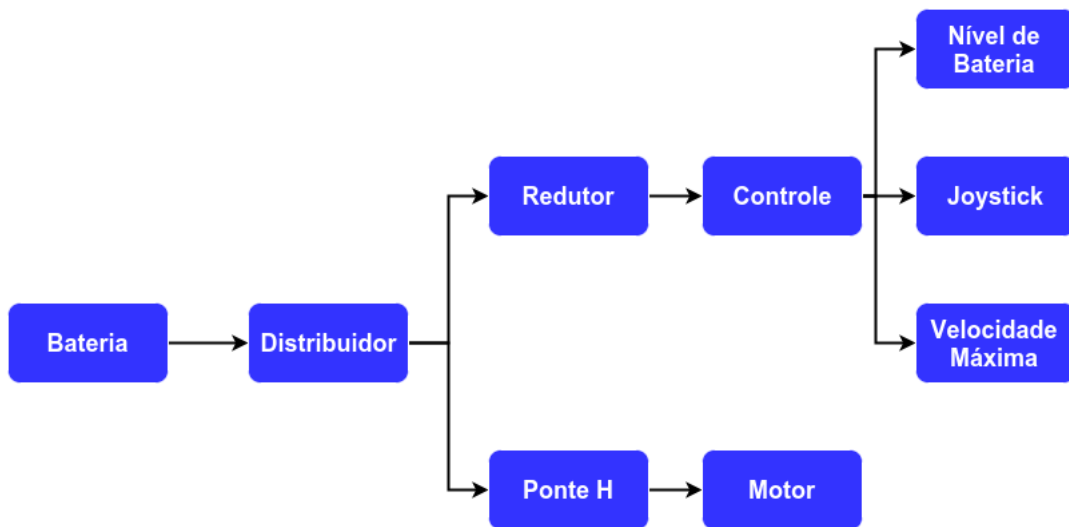 Nível de
Bateria
Redutor
Controle
Joystick
Bateria
Distribuidor
Velocidade
Máxima
Ponte H
Motor